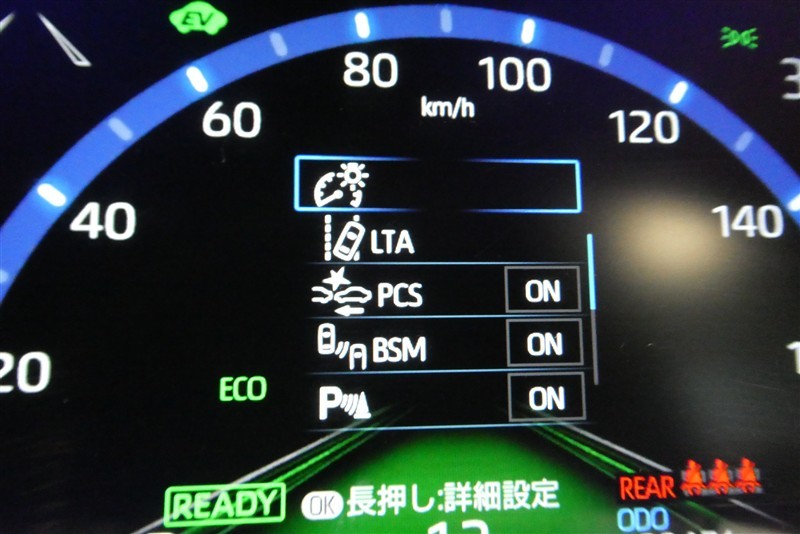 EV
80
100
km/h
60
120
40
140
LTA
PCS ON
BSM ON
20
ECO
P ON
READY
OK 長押し:詳細設定
REAR
ODO